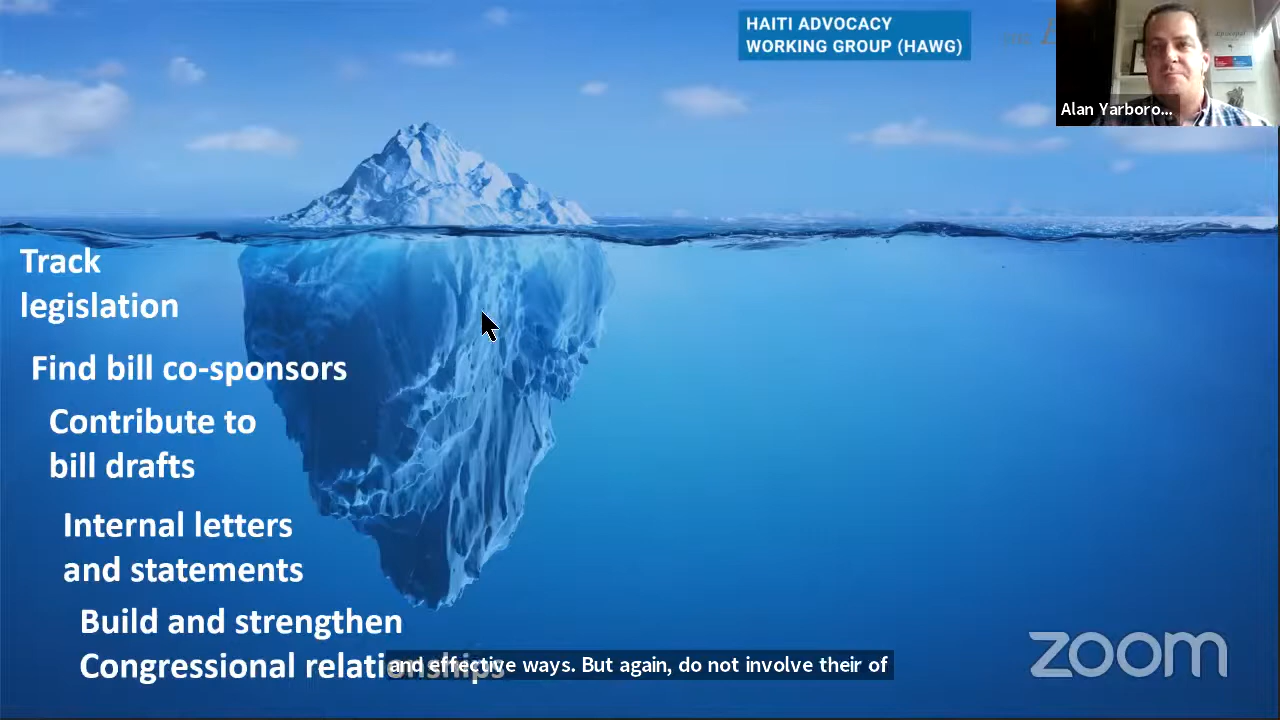 HAITI ADVOCACY
WORKING GROUP (HAWG)
Alan Yarboro...
Track
legislation
Find bill co-sponsors
Contribute to
bill drafts
Internal letters
and statements
Build and strengthen
Congressional relationships
and effective ways. But again, do not involve their of
zoom